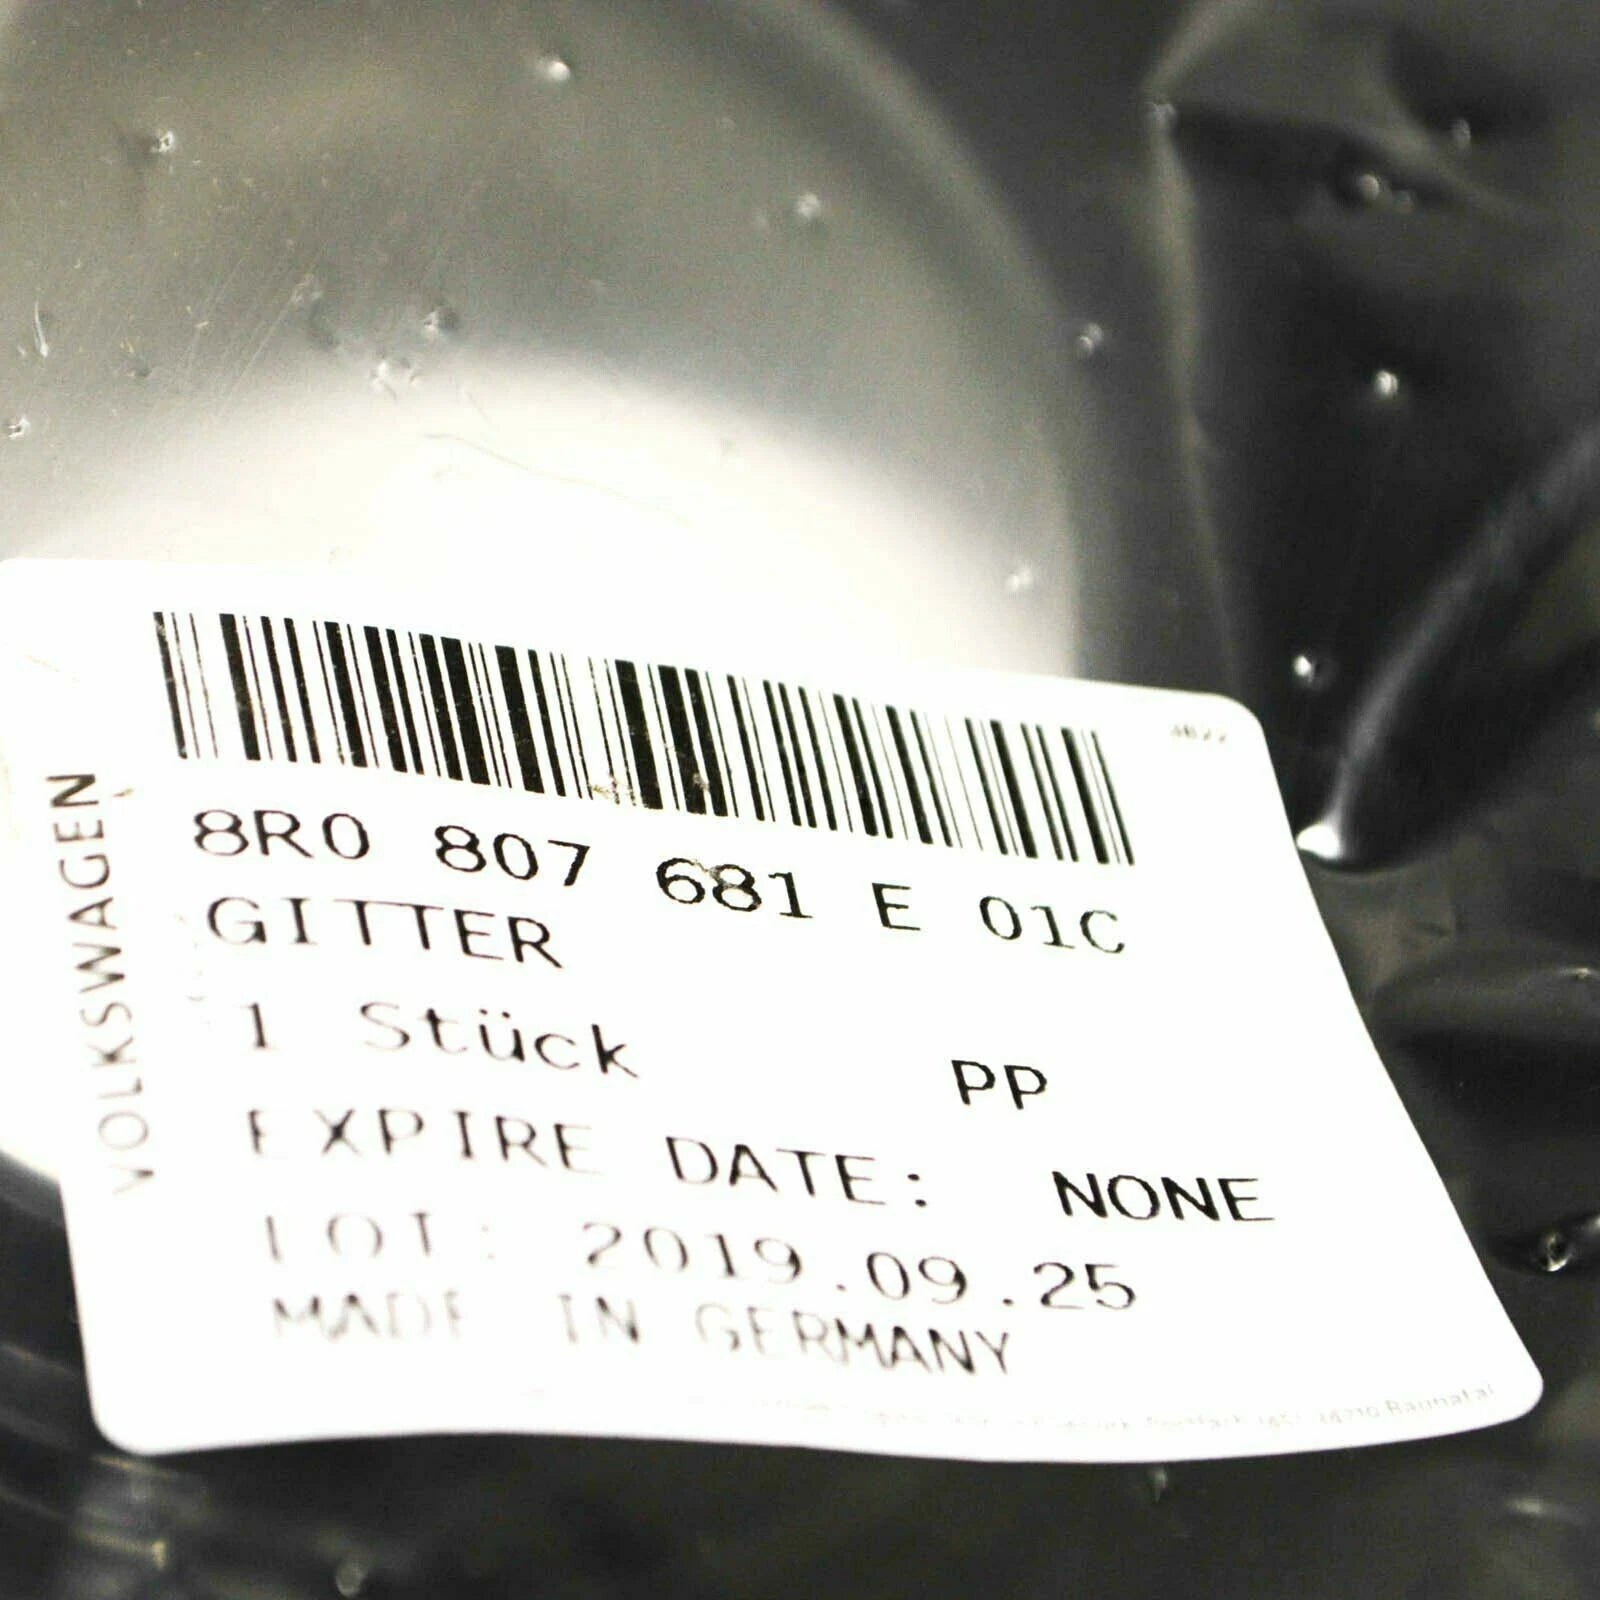 8R0 807 681 E 01C
GITTER
1 Stück PP
EXPIRE DATE: NONE
LOT: 2019.09.25
MADE IN GERMANY
VOLKSWAGEN
Baunatal